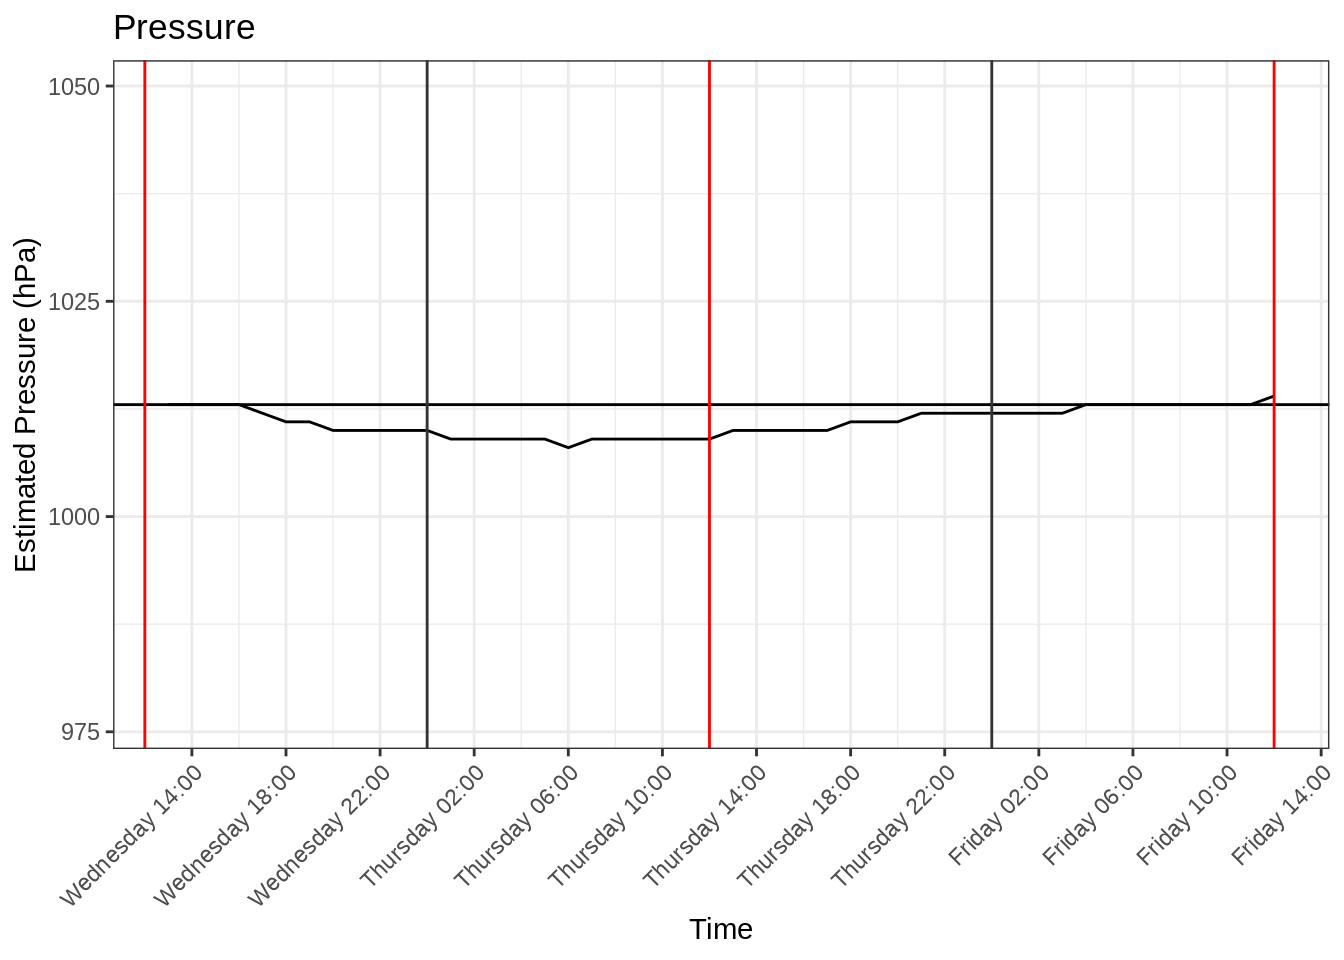 Pressure
Estimated Pressure (hPa)
1050
1025
1000
975
Wednesday 14:00
Wednesday 18:00
Wednesday 22:00
Thursday 02:00
Thursday 06:00
Thursday 10:00
Thursday 14:00
Thursday 18:00
Thursday 22:00
Friday 02:00
Friday 06:00
Friday 10:00
Friday 14:00
Time